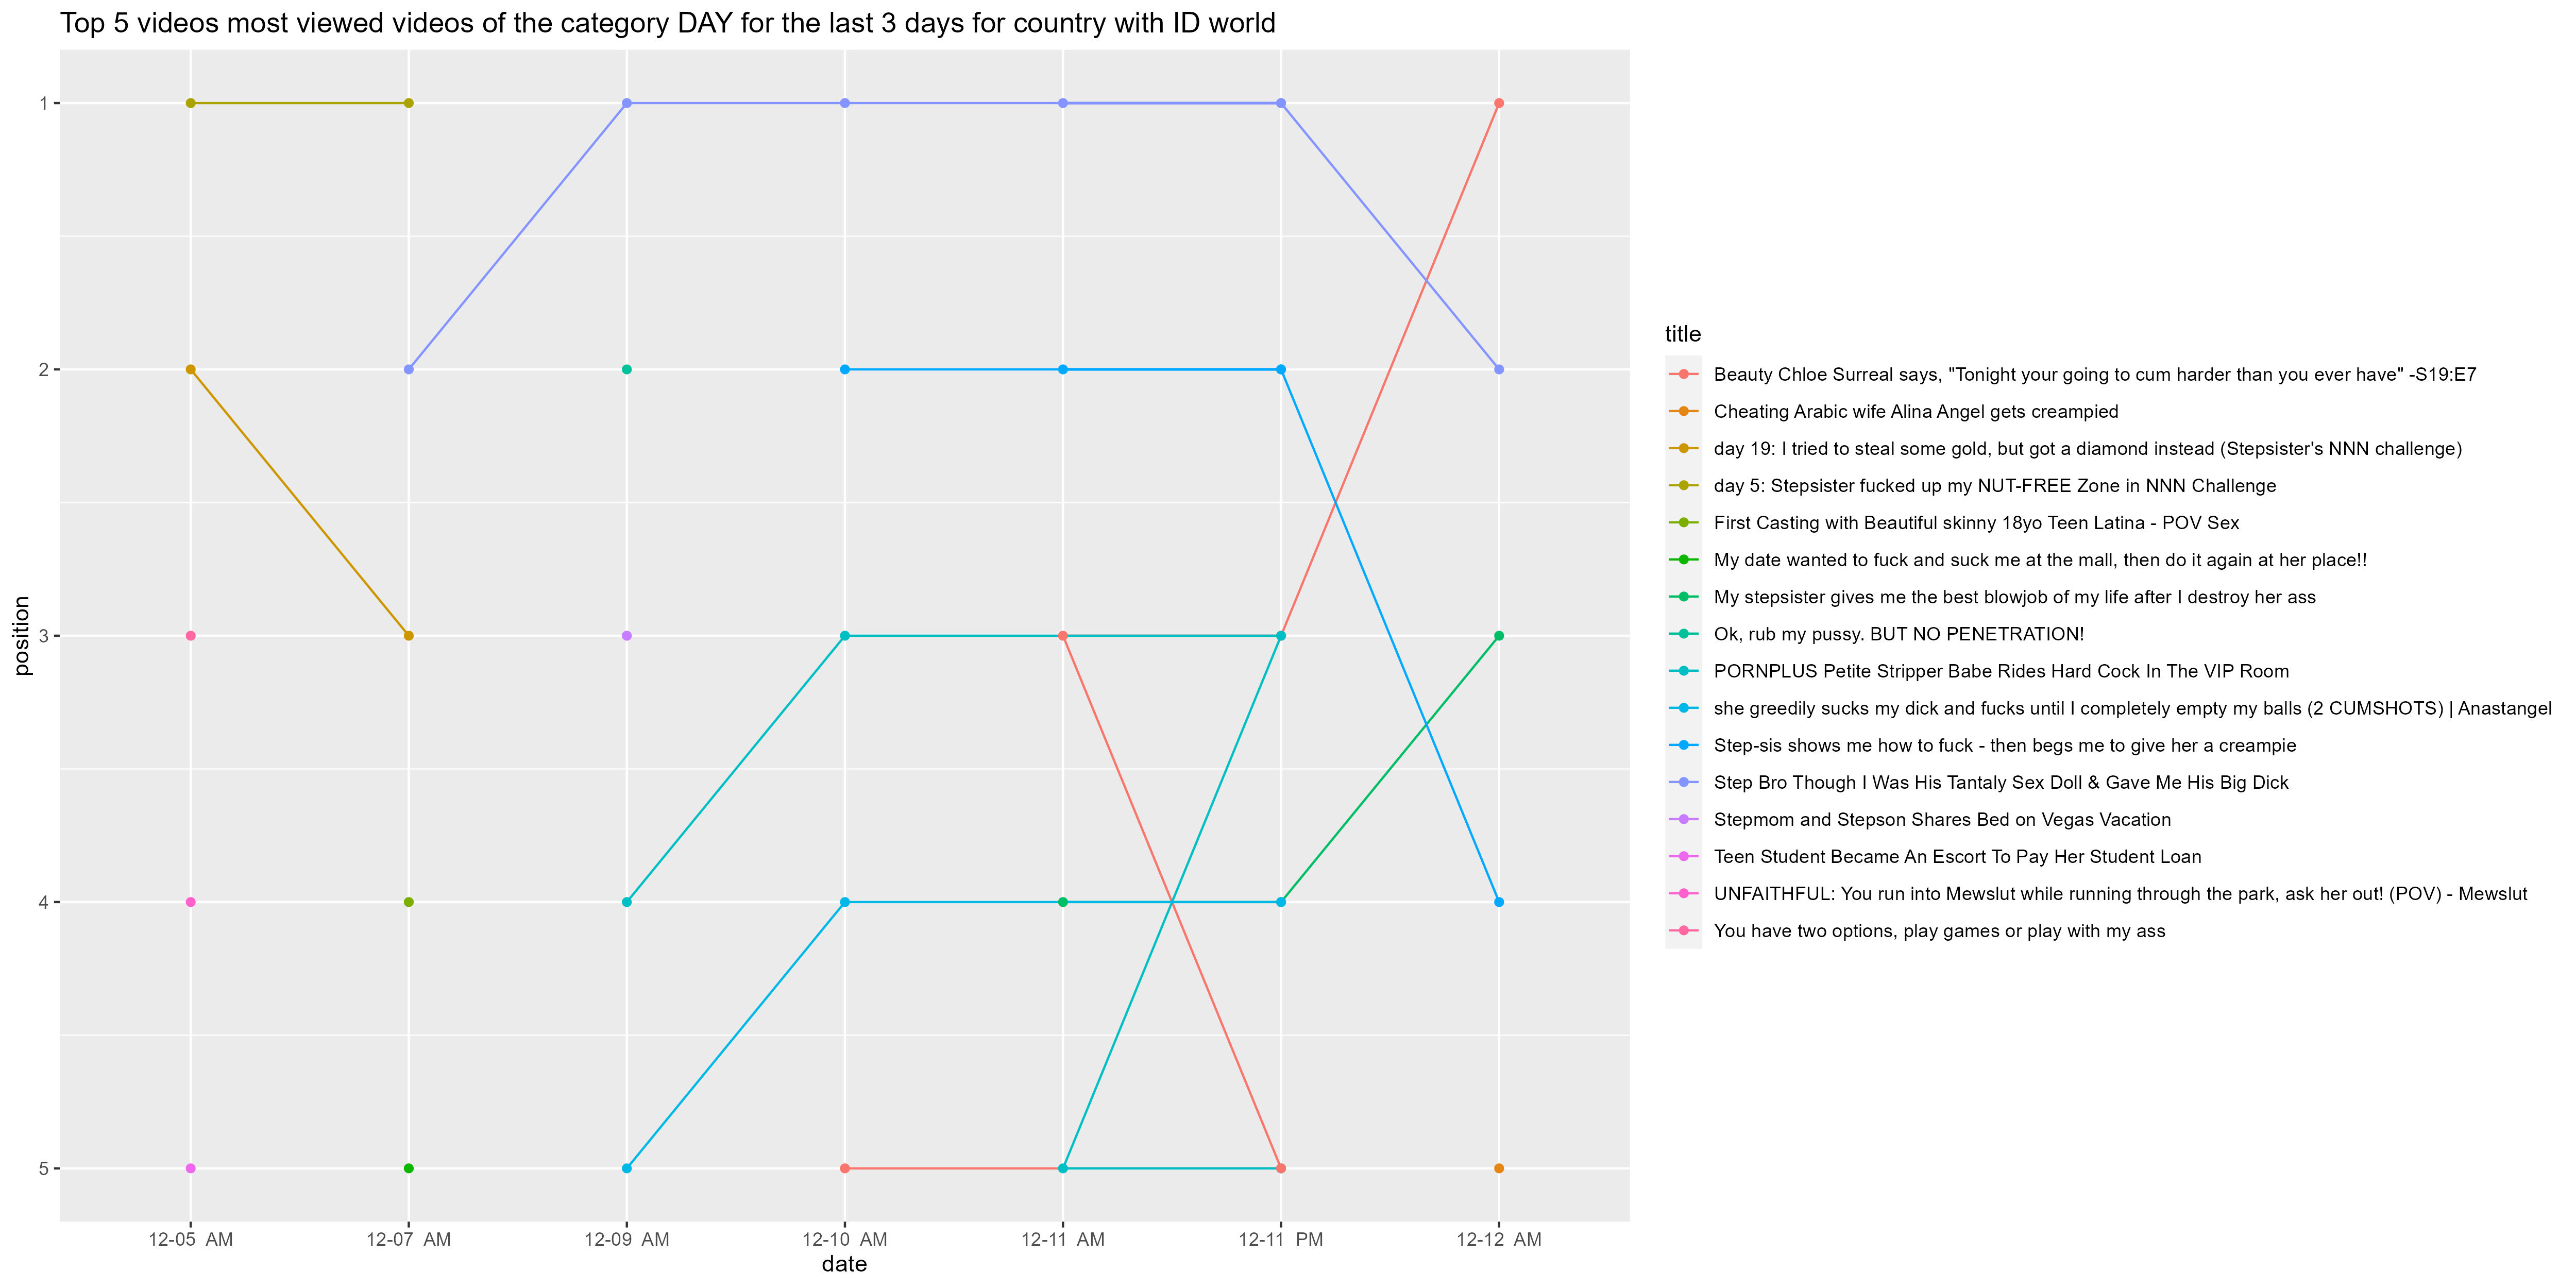 Top 5 videos most viewed videos of the category DAY for the last 3 days for country with ID world
position
1
2
3
4
5
12-05 AM
12-07 AM
12-09 AM
12-10 AM
12-11 AM
12-11 PM
12-12 AM
date
title
Beauty Chloe Surreal says, "Tonight your going to cum harder than you ever have" -S19:E7
Cheating Arabic wife Alina Angel gets creampied
day 19: I tried to steal some gold, but got a diamond instead (Stepsister's NNN challenge)
day 5: Stepsister fucked up my NUT-FREE Zone in NNN Challenge
First Casting with Beautiful skinny 18yo Teen Latina - POV Sex
My date wanted to fuck and suck me at the mall, then do it again at her place!!
My stepsister gives me the best blowjob of my life after I destroy her ass
Ok, rub my pussy. BUT NO PENETRATION!
PORNPLUS Petite Stripper Babe Rides Hard Cock In The VIP Room
she greedily sucks my dick and fucks until I completely empty my balls (2 CUMSHOTS) | Anastangel
Step-sis shows me how to fuck - then begs me to give her a creampie
Step Bro Though I Was His Tantaly Sex Doll & Gave Me His Big Dick
Stepmom and Stepson Shares Bed on Vegas Vacation
Teen Student Became An Escort To Pay Her Student Loan
UNFAITHFUL: You run into Mewslut while running through the park, ask her out! (POV) - Mewslut
You have two options, play games or play with my ass